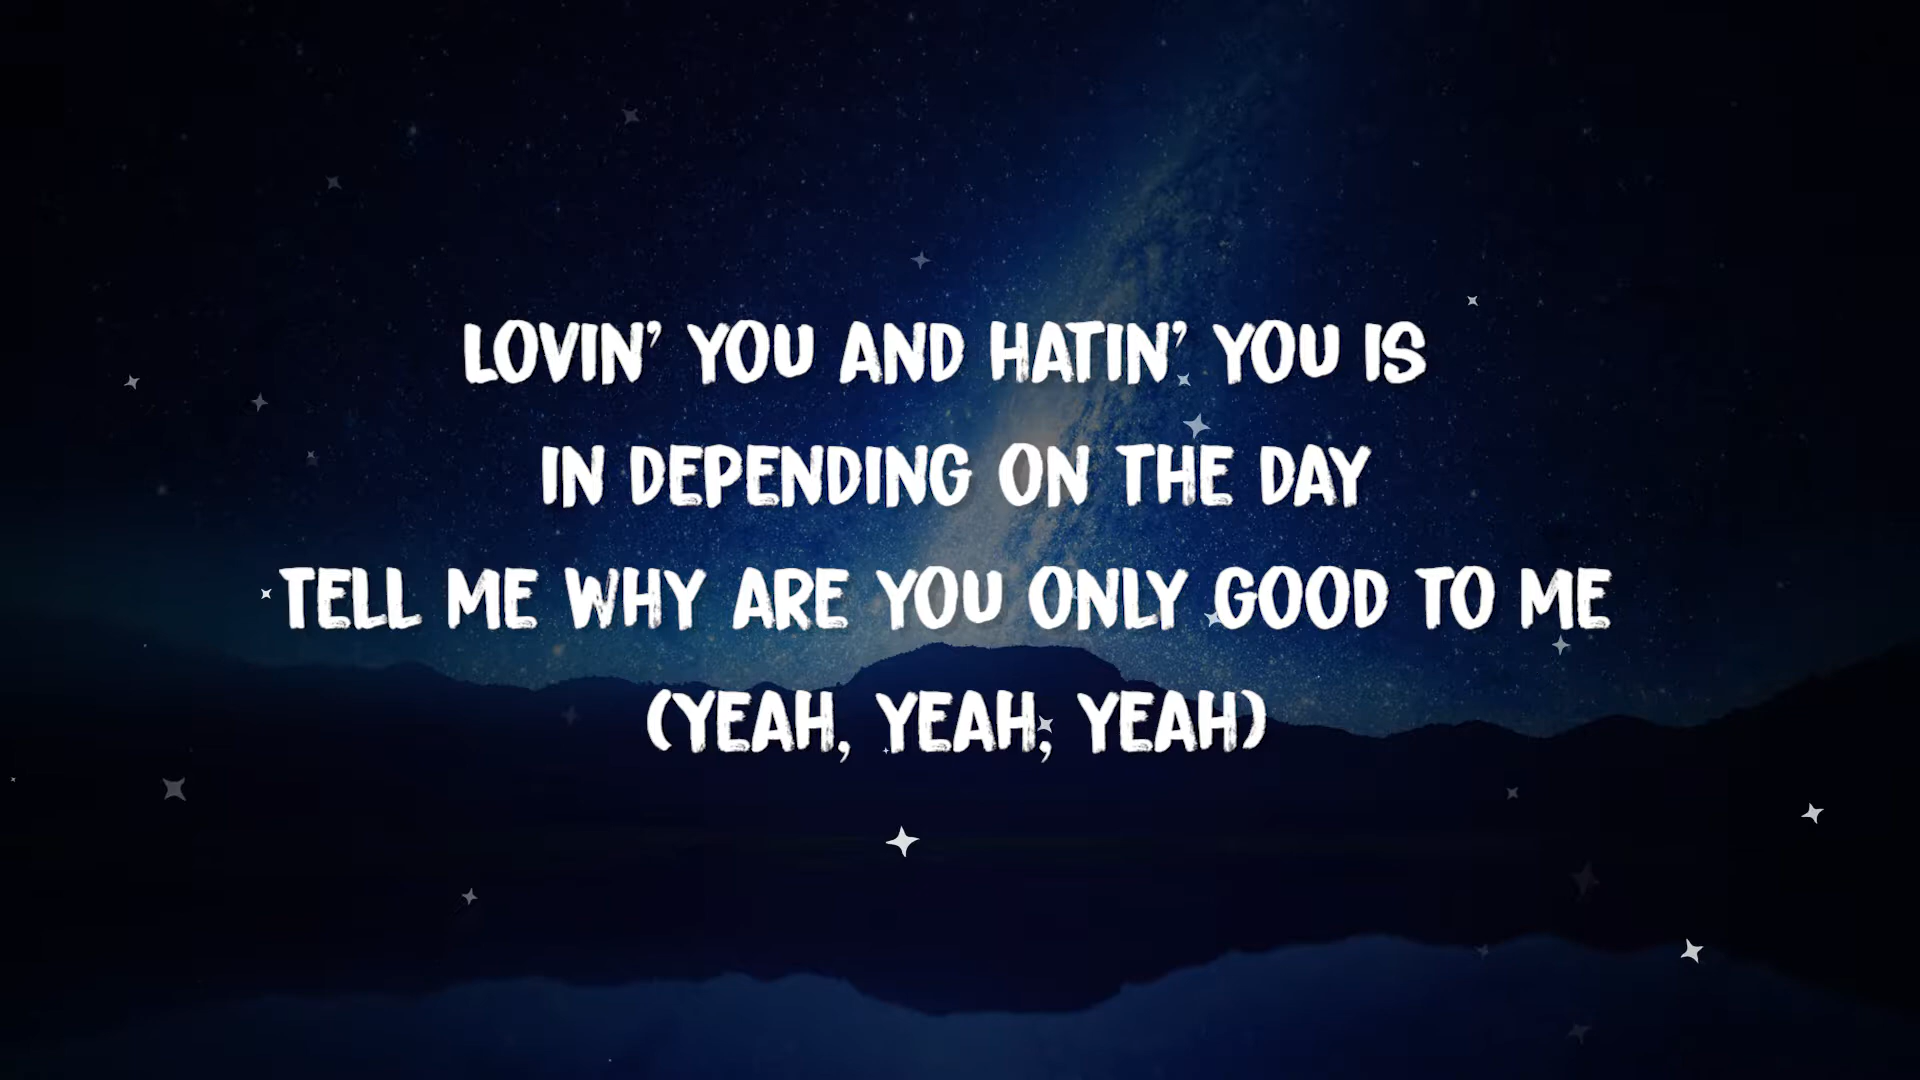 LOVIN' YOU AND HATIN' YOU IS
IN DEPENDING ON THE DAY
TELL ME WHY ARE YOU ONLY GOOD TO ME
(YEAH, YEAH, YEAH)